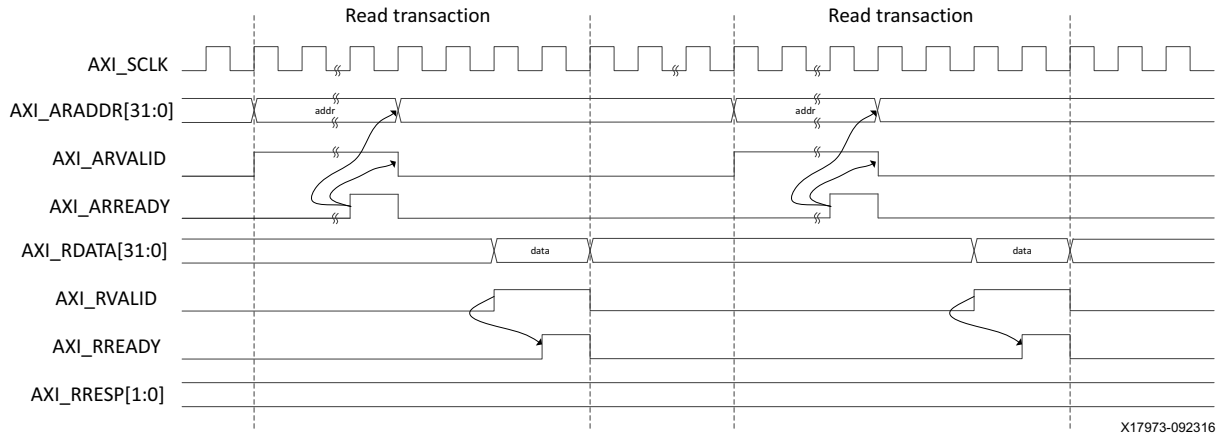 Read transaction Read transaction
AXI_SCLK
AXI_ARADDR[31:0] addr addr
AXI_ARVALID
AXI_ARREADY
AXI_RDATA[31:0] data data
AXI_RVALID
AXI_RREADY
AXI_RRESP[1:0]
X17973-092316